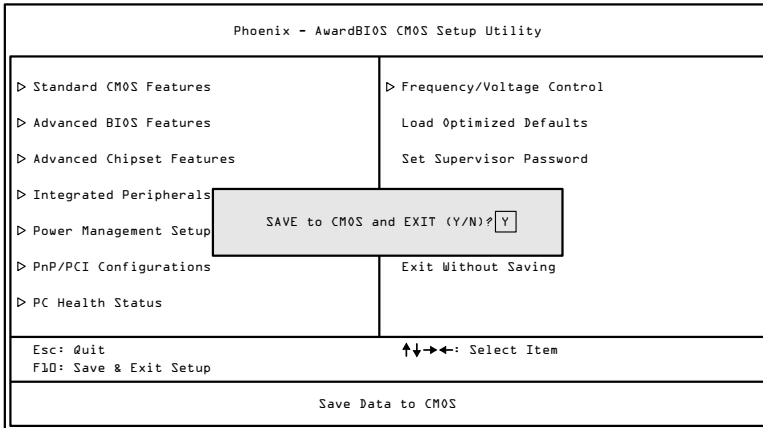 Phoenix - AwardBIOS CMOS Setup Utility
▷ Standard CMOS Features
▷ Advanced BIOS Features
▷ Advanced Chipset Features
▷ Integrated Peripherals
▷ Power Management Setup
▷ PnP/PCI Configurations
▷ PC Health Status
▷ Frequency/Voltage Control
Load Optimized Defaults
Set Supervisor Password
SAVE to CMOS and EXIT (Y/N)? Y
Exit Without Saving
Esc: Quit
F10: Save & Exit Setup
↑↓→←: Select Item
Save Data to CMOS